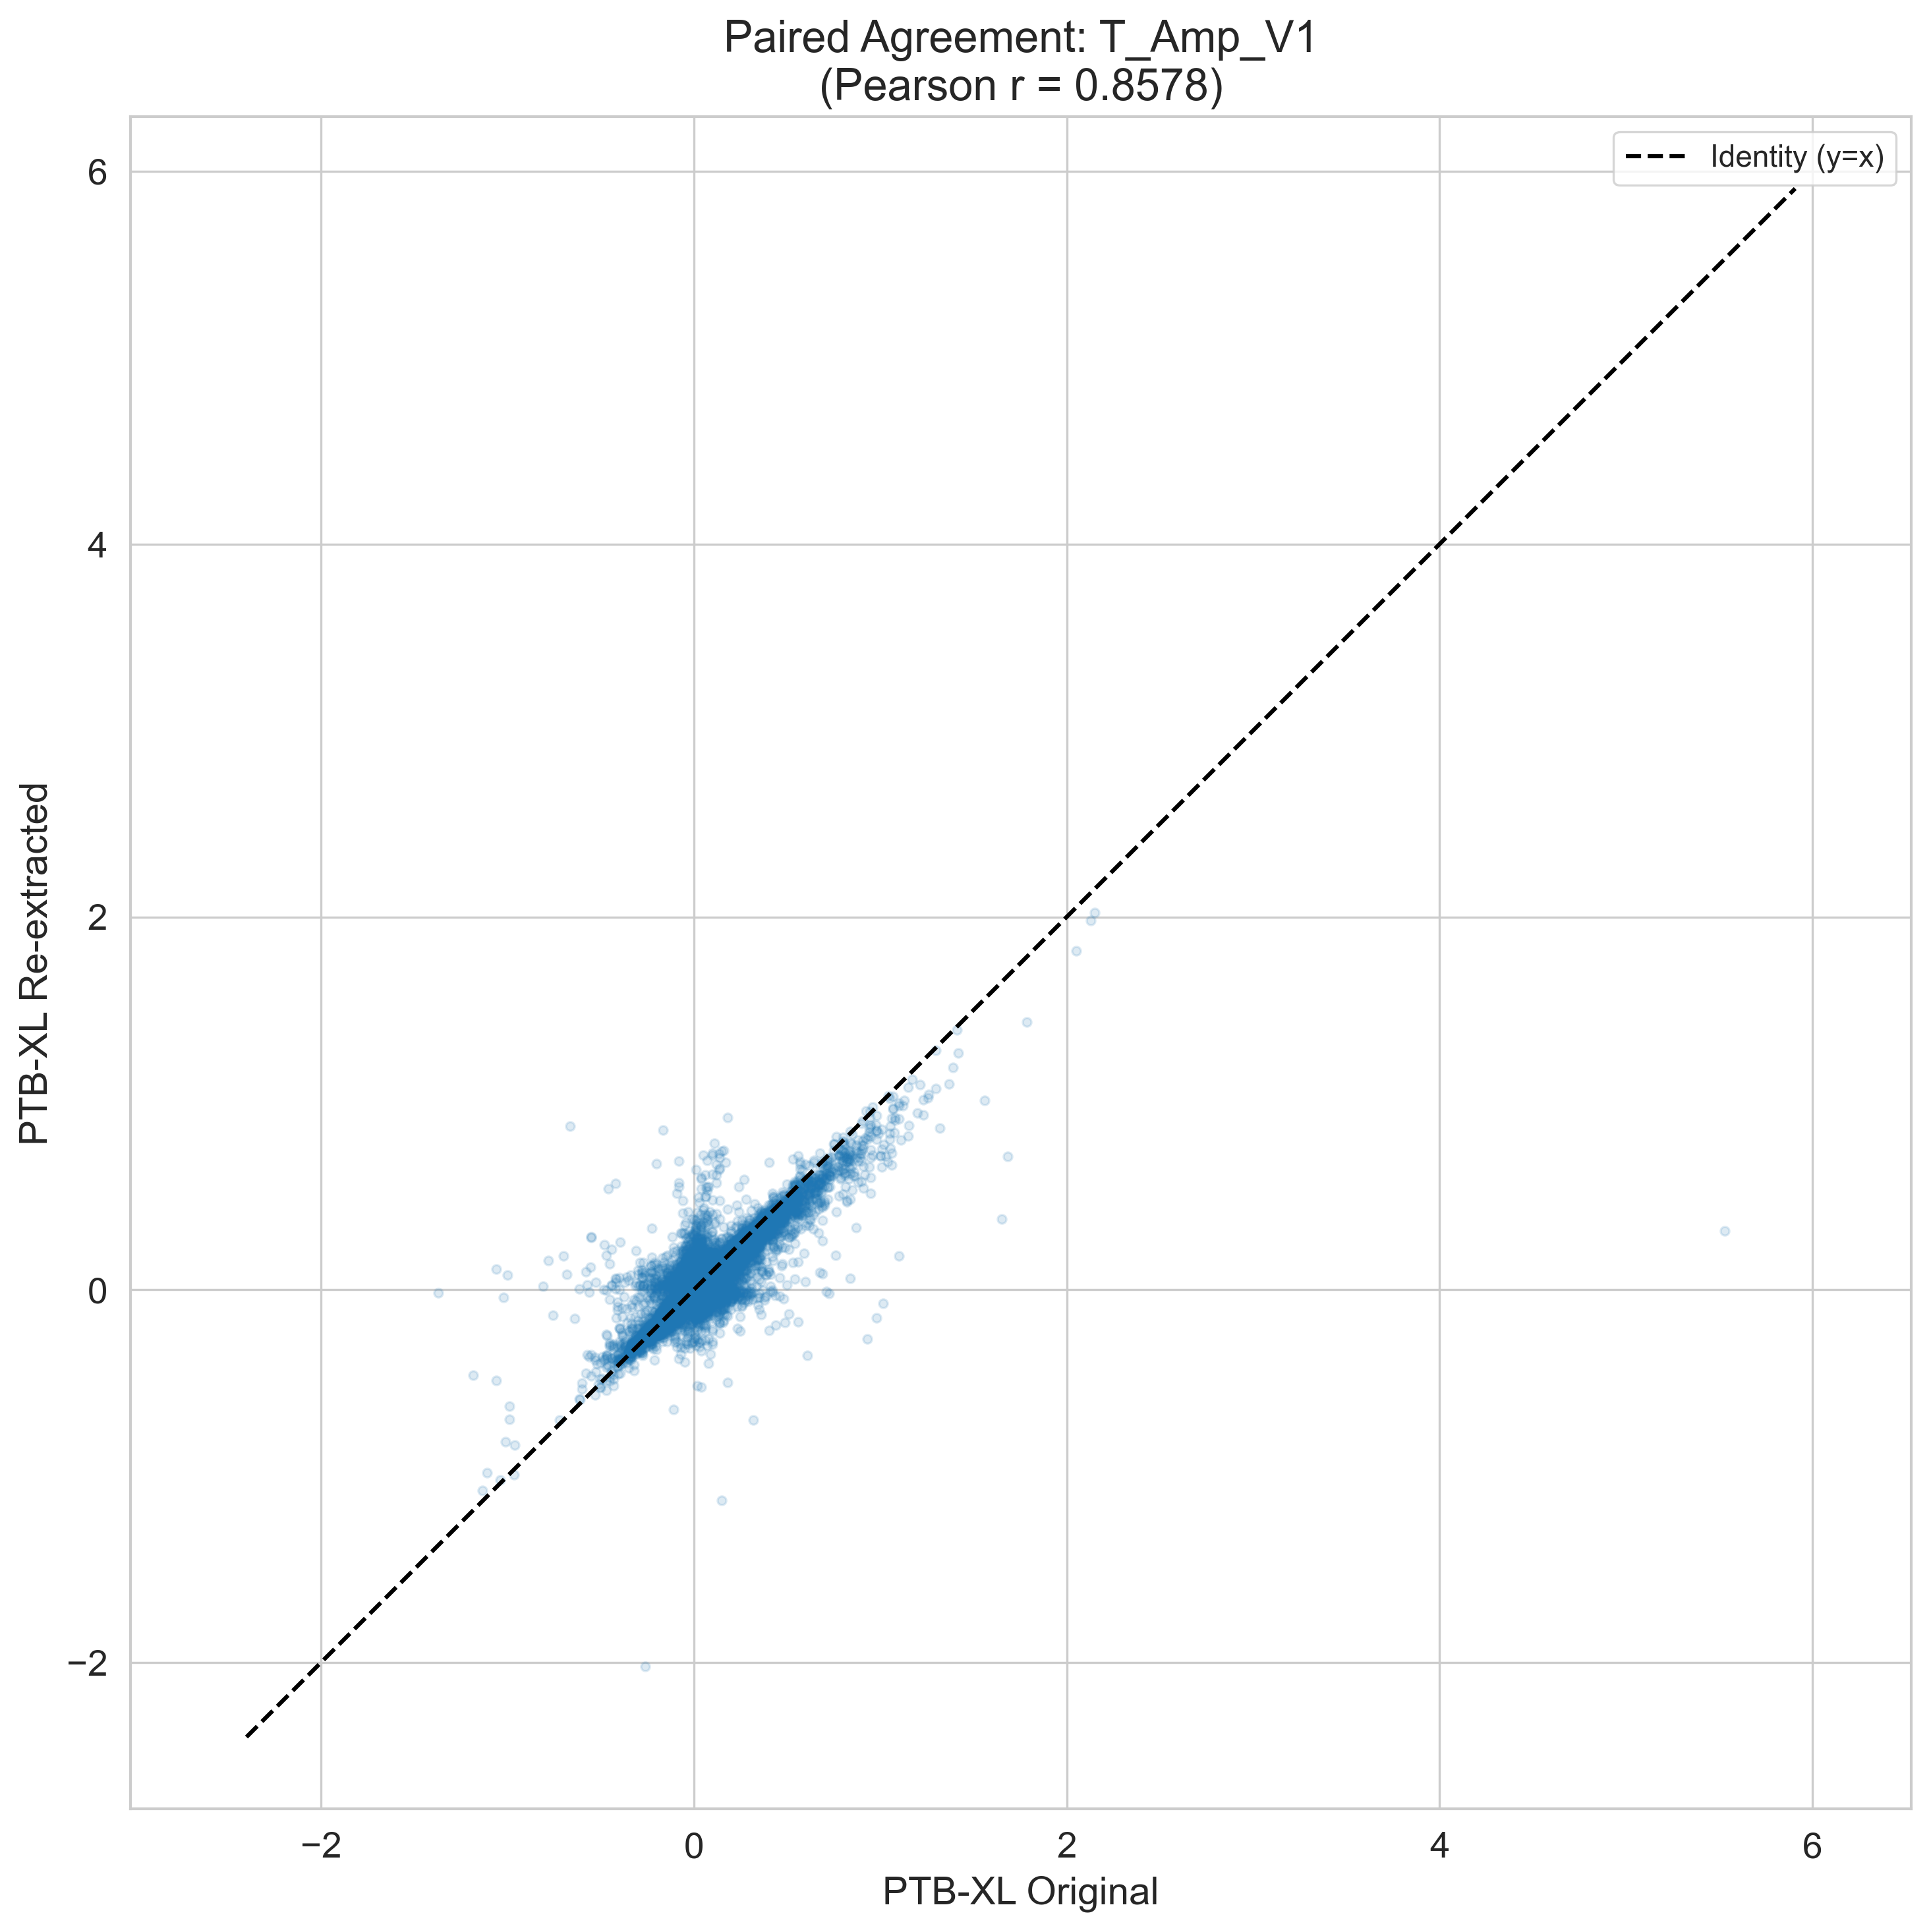 Paired Agreement: T_Amp_V1
(Pearson r = 0.8578)
Identity (y=x)
6
4
2
0
−2
PTB-XL Re-extracted
−2 0 2 4 6
PTB-XL Original